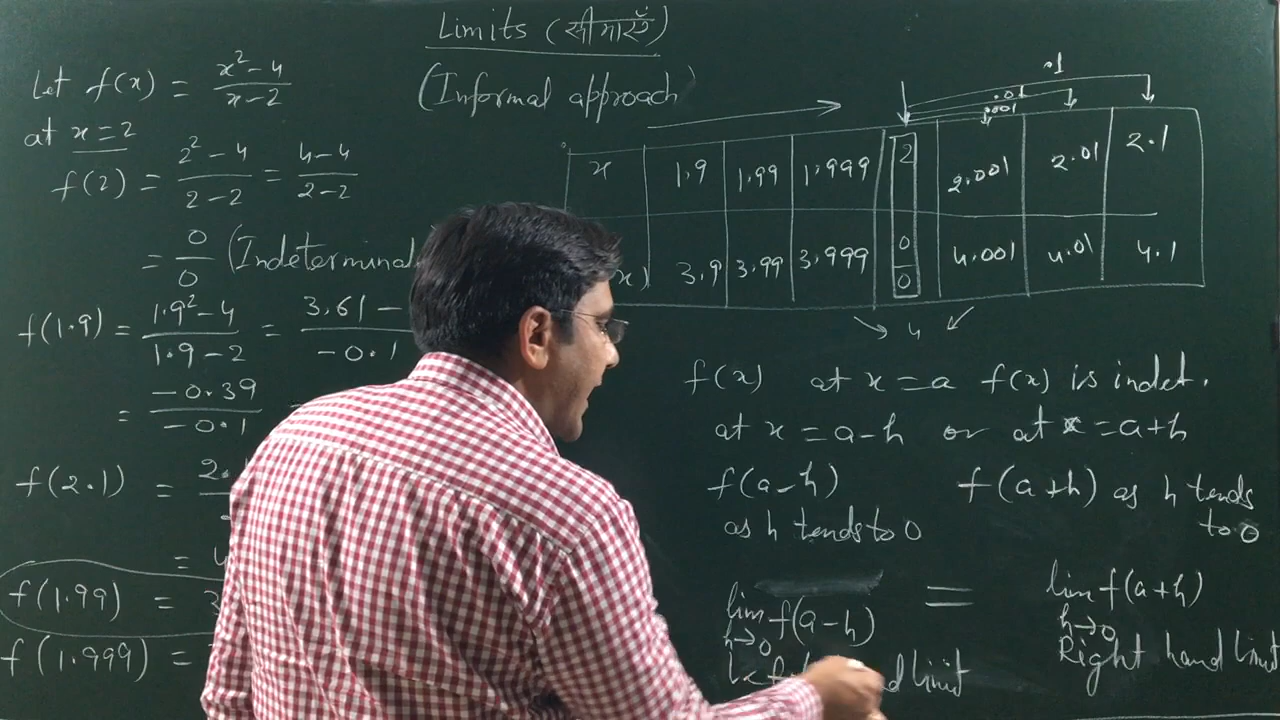 Limits (सीमाएँ)
(Informal approach)
Let f(x) = x² - 4 / x - 2
at x = 2
f(2) = 2² - 4 / 2 - 2 = 4 - 4 / 2 - 2
= 0 / 0 (Indeterminat
f(1.9) = 1.9² - 4 / 1.9 - 2 = 3.61 - / -0.1
= -0.39 / -0.1
f(2.1) = 2.
= 4
f(1.99) = 3
f(1.999) =
.1
.01
.001
x 1.9 1.99 1.999 2 2.001 2.01 2.1
x) 3.9 3.99 3.999 0/0 4.001 4.01 4.1
→ 4 ←
f(x) at x = a f(x) is indet.
at x = a-h or at x = a+h
f(a-h) f(a+h) as h tends
as h tends to 0 to 0
lim h→0 f(a-h) = lim h→0 f(a+h)
limit Right hand limit